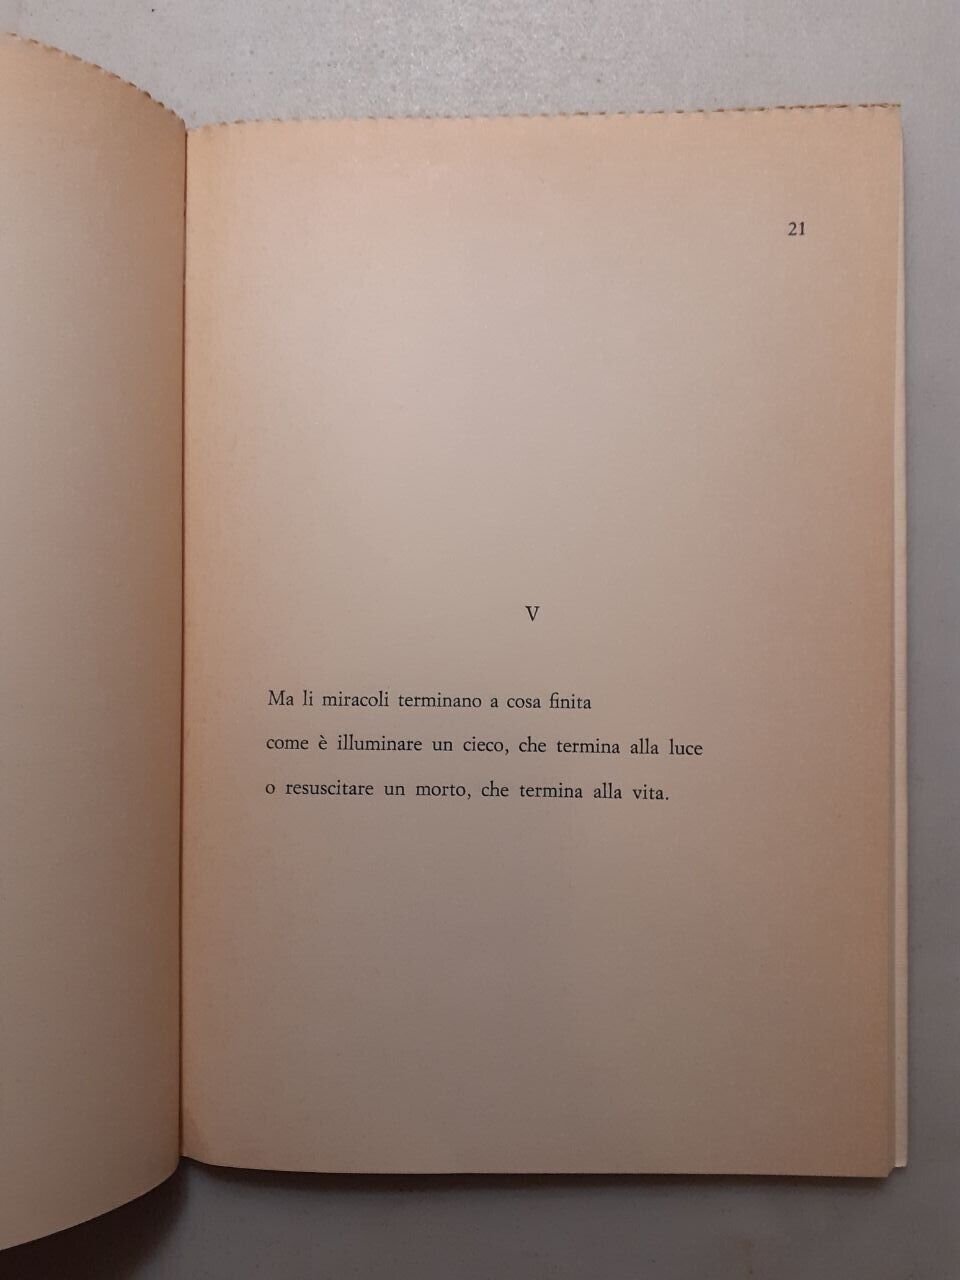 21
V
Ma li miracoli terminano a cosa finita
come è illuminare un cieco, che termina alla luce
o resuscitare un morto, che termina alla vita.